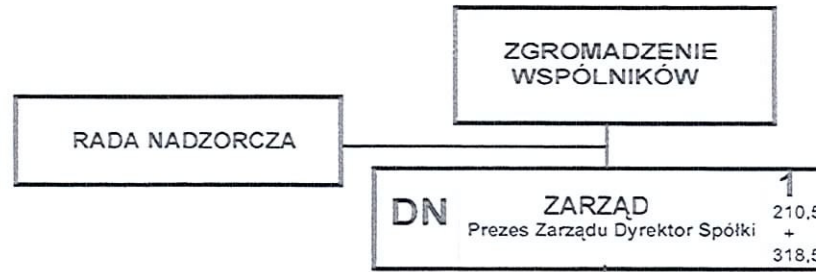 ZGROMADZENIE
WSPÓLNIKÓW
RADA NADZORCZA
DN
ZARZĄD
Prezes Zarządu Dyrektor Spółki
1
210,5
+
318,5